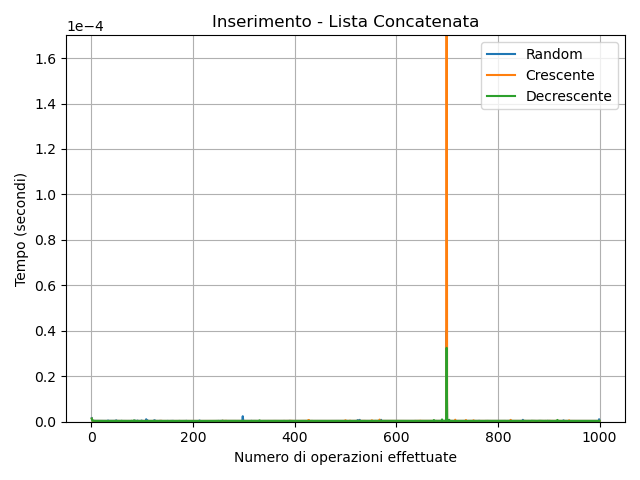 Inserimento - Lista Concatenata
1e−4
1.6
1.4
1.2
1.0
0.8
0.6
0.4
0.2
0.0
Tempo (secondi)
Random
Crescente
Decrescente
0 200 400 600 800 1000
Numero di operazioni effettuate